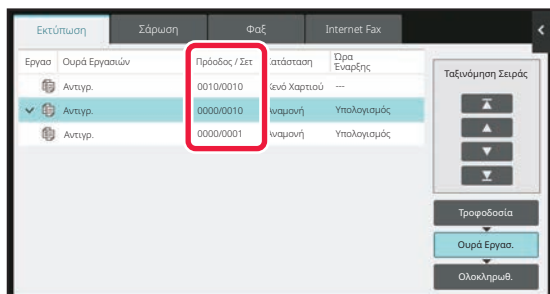 Εκτύπωση Σάρωση Φαξ Internet Fax
Εργασ Ουρά Εργασιών Πρόοδος / Σετ Κατάσταση Ώρα Έναρξης
Αντιγρ. 0010/0010 Κενό Χαρτιού ---
Αντιγρ. 0000/0010 Αναμονή Υπολογισμός
Αντιγρ. 0000/0001 Αναμονή Υπολογισμός
Ταξινόμηση Σειράς
Τροφοδοσία
Ουρά Εργασ.
Ολοκληρωθ.